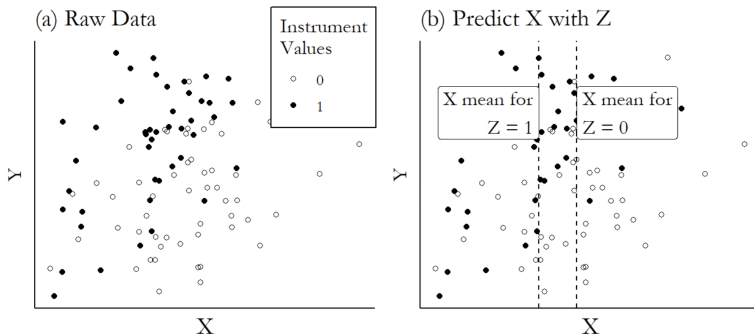 (a) Raw Data
Instrument
Values
0
1
Y
X
(b) Predict X with Z
X mean for
Z = 1
X mean for
Z = 0
Y
X